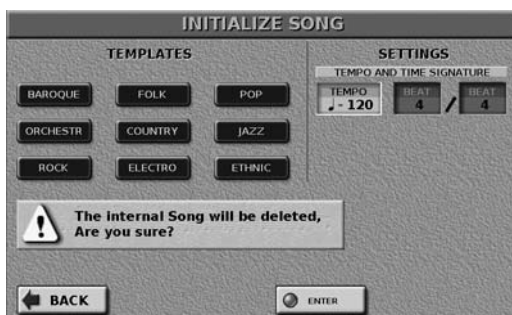 INITIALIZE SONG
TEMPLATES
BAROQUE FOLK POP
ORCHESTR COUNTRY JAZZ
ROCK ELECTRO ETHNIC
SETTINGS
TEMPO AND TIME SIGNATURE
TEMPO BEAT BEAT
♩- 120 4 / 4
The internal Song will be deleted,
Are you sure?
BACK ENTER